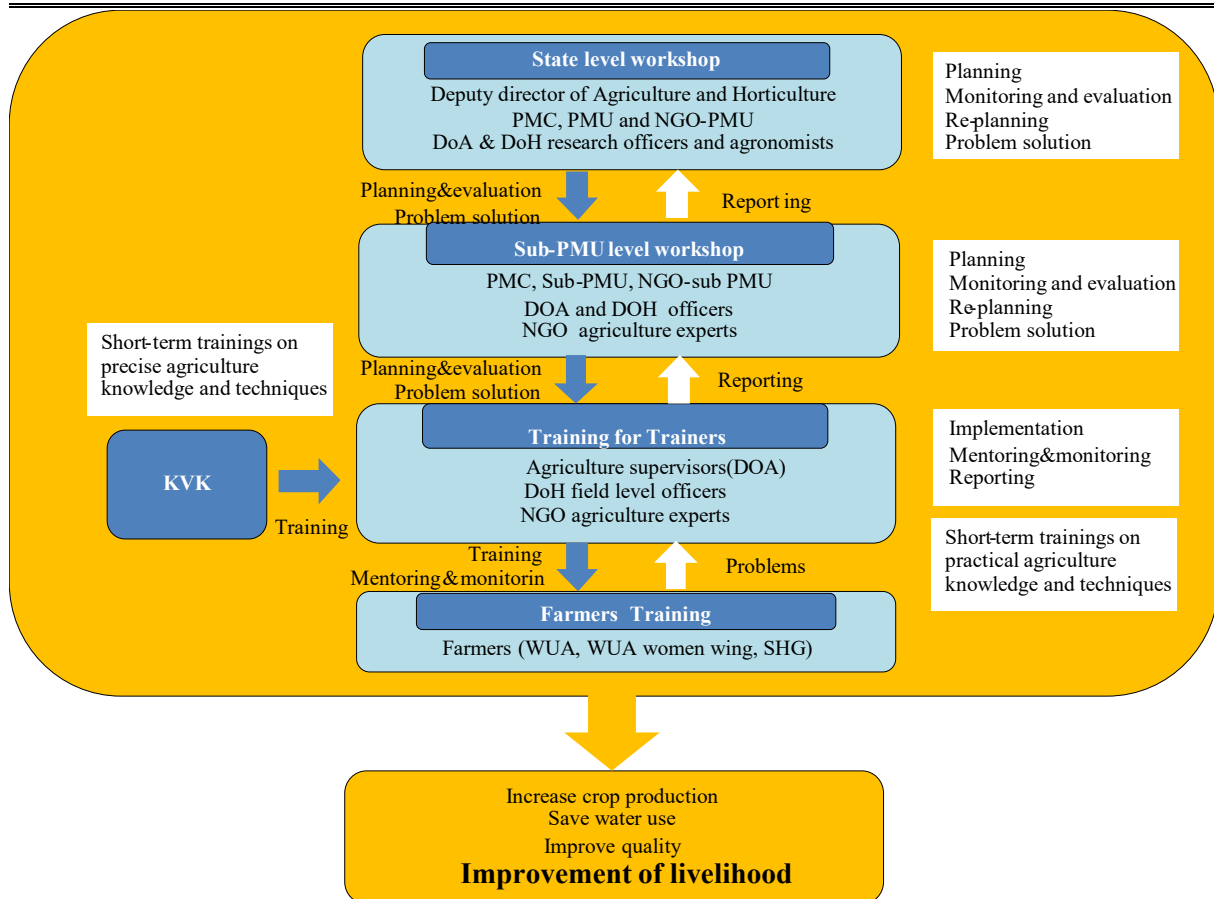 State level workshop
Deputy director of Agriculture and Horticulture
PMC, PMU and NGO-PMU
DoA & DoH research officers and agronomists
Planning
Monitoring and evaluation
Re-planning
Problem solution
Planning&evaluation
Problem solution
Report ing
Sub-PMU level workshop
PMC, Sub-PMU, NGO-sub PMU
DOA and DOH officers
NGO agriculture experts
Planning
Monitoring and evaluation
Re-planning
Problem solution
Short-term trainings on
precise agriculture
knowledge and techniques
Planning&evaluation
Problem solution
Reporting
Training for Trainers
Agriculture supervisors(DOA)
DoH field level officers
NGO agriculture experts
Implementation
Mentoring&monitoring
Reporting
KVK
Training
Short-term trainings on
practical agriculture
knowledge and techniques
Training
Mentoring&monitorin
Problems
Farmers Training
Farmers (WUA, WUA women wing, SHG)
Increase crop production
Save water use
Improve quality
Improvement of livelihood